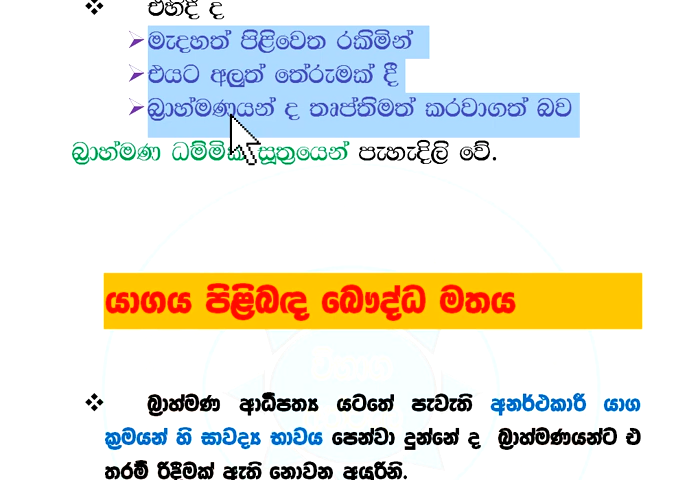 ❖ එහිදී ද
➢මැදහත් පිළිවෙත රකිමින්
➢එයට අලුත් තේරුමක් දී
➢බ්‍රාහ්මණයන් ද තෘප්තිමත් කරවාගත් බව
බ්‍රාහ්මණ ධම්මික සූත්‍රයෙන් පැහැදිලි වේ.
යාගය පිළිබඳ බෞද්ධ මතය
❖ බ්‍රාහ්මණ ආධිපත්‍ය යටතේ පැවැති අනර්ථකාරී යාග
ක්‍රමයන් හි සාවද්‍ය භාවය පෙන්වා දුන්නේ ද බ්‍රාහ්මණයන්ට එ
තරම් රිදීමක් ඇති නොවන අයුරිනි.